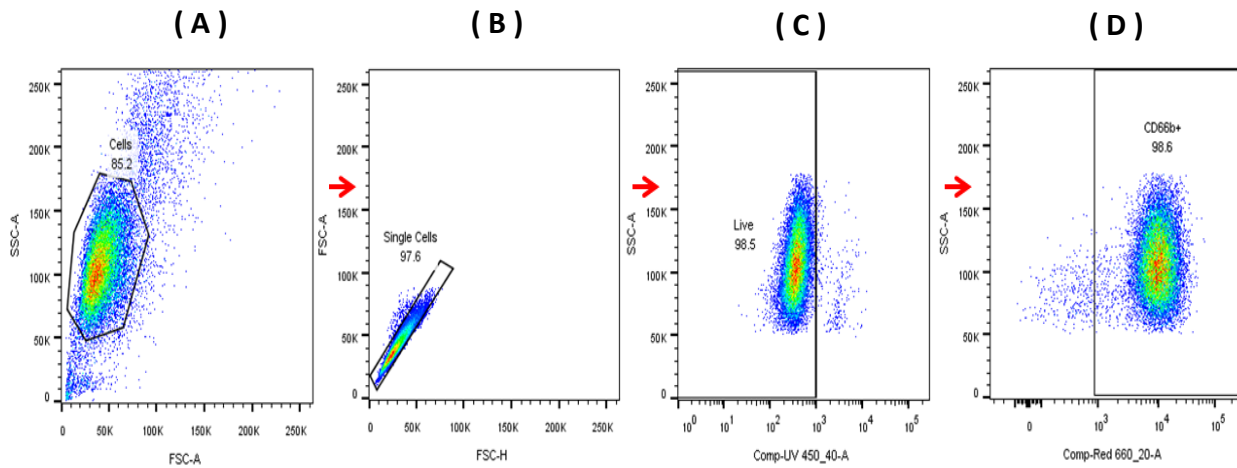 ( A )
( B )
( C )
( D )
250K
200K
150K
100K
50K
0
Cells
85.2
SSC-A
0 50K 100K 150K 200K 250K
FSC-A
250K
200K
150K
100K
50K
0
Single Cells
97.6
FSC-A
0 50K 100K 150K 200K 250K
FSC-H
250K
200K
150K
100K
50K
0
Live
98.5
SSC-A
10^0 10^1 10^2 10^3 10^4 10^5
Comp-UV 450_40-A
250K
200K
150K
100K
50K
0
CD66b+
98.6
SSC-A
0 10^3 10^4 10^5
Comp-Red 660_20-A